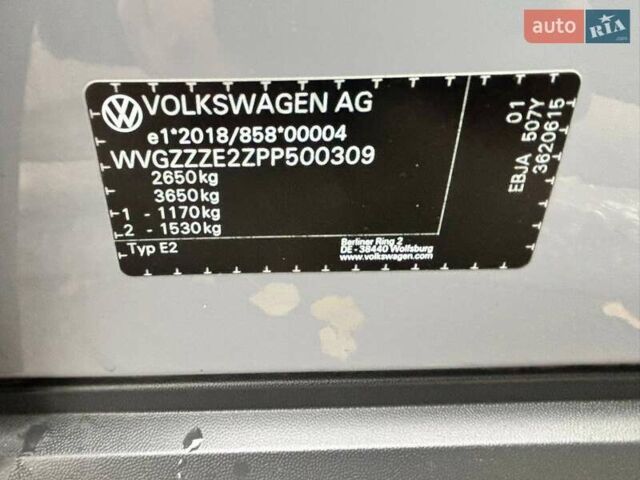 auto RIA
.com
VOLKSWAGEN AG
e1*2018/858*00004
WVGZZZE2ZPP500309
2650kg
3650kg
1 - 1170kg
2 - 1530kg
Typ E2
Berliner Ring 2
DE - 38440 Wolfsburg
www.volkswagen.com
01
EBJA 507Y
3620615